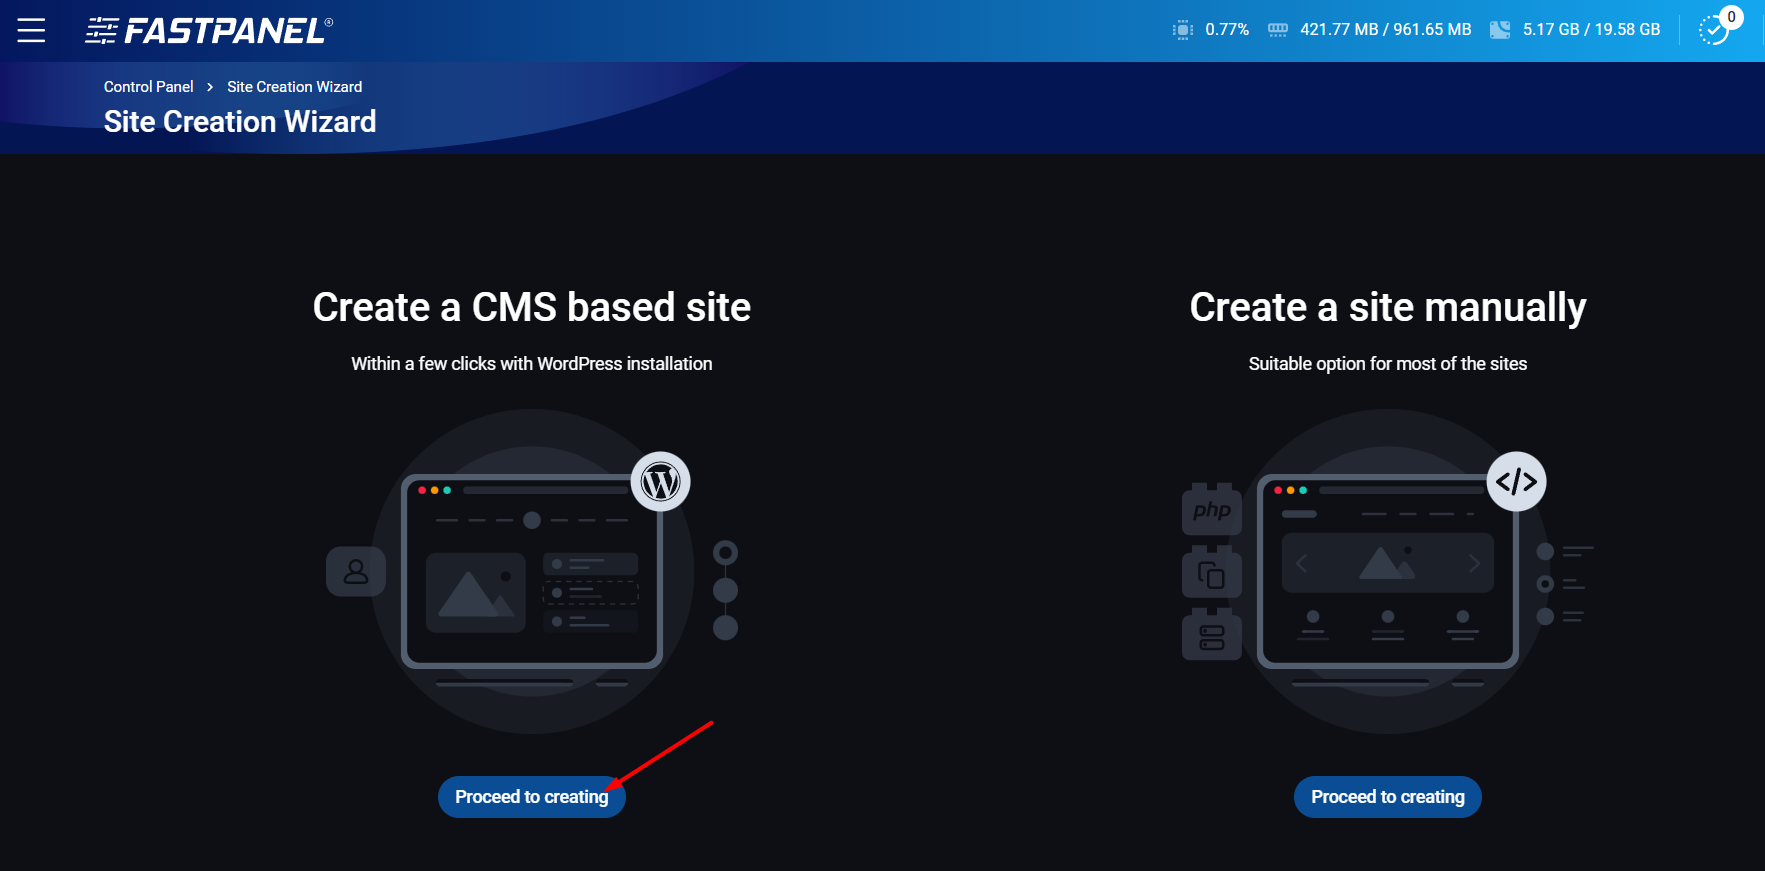 FASTPANEL®
0.77%
421.77 MB / 961.65 MB
5.17 GB / 19.58 GB
0
Control Panel > Site Creation Wizard
Site Creation Wizard
Create a CMS based site
Within a few clicks with WordPress installation
W
Proceed to creating
Create a site manually
Suitable option for most of the sites
</>
php
Proceed to creating